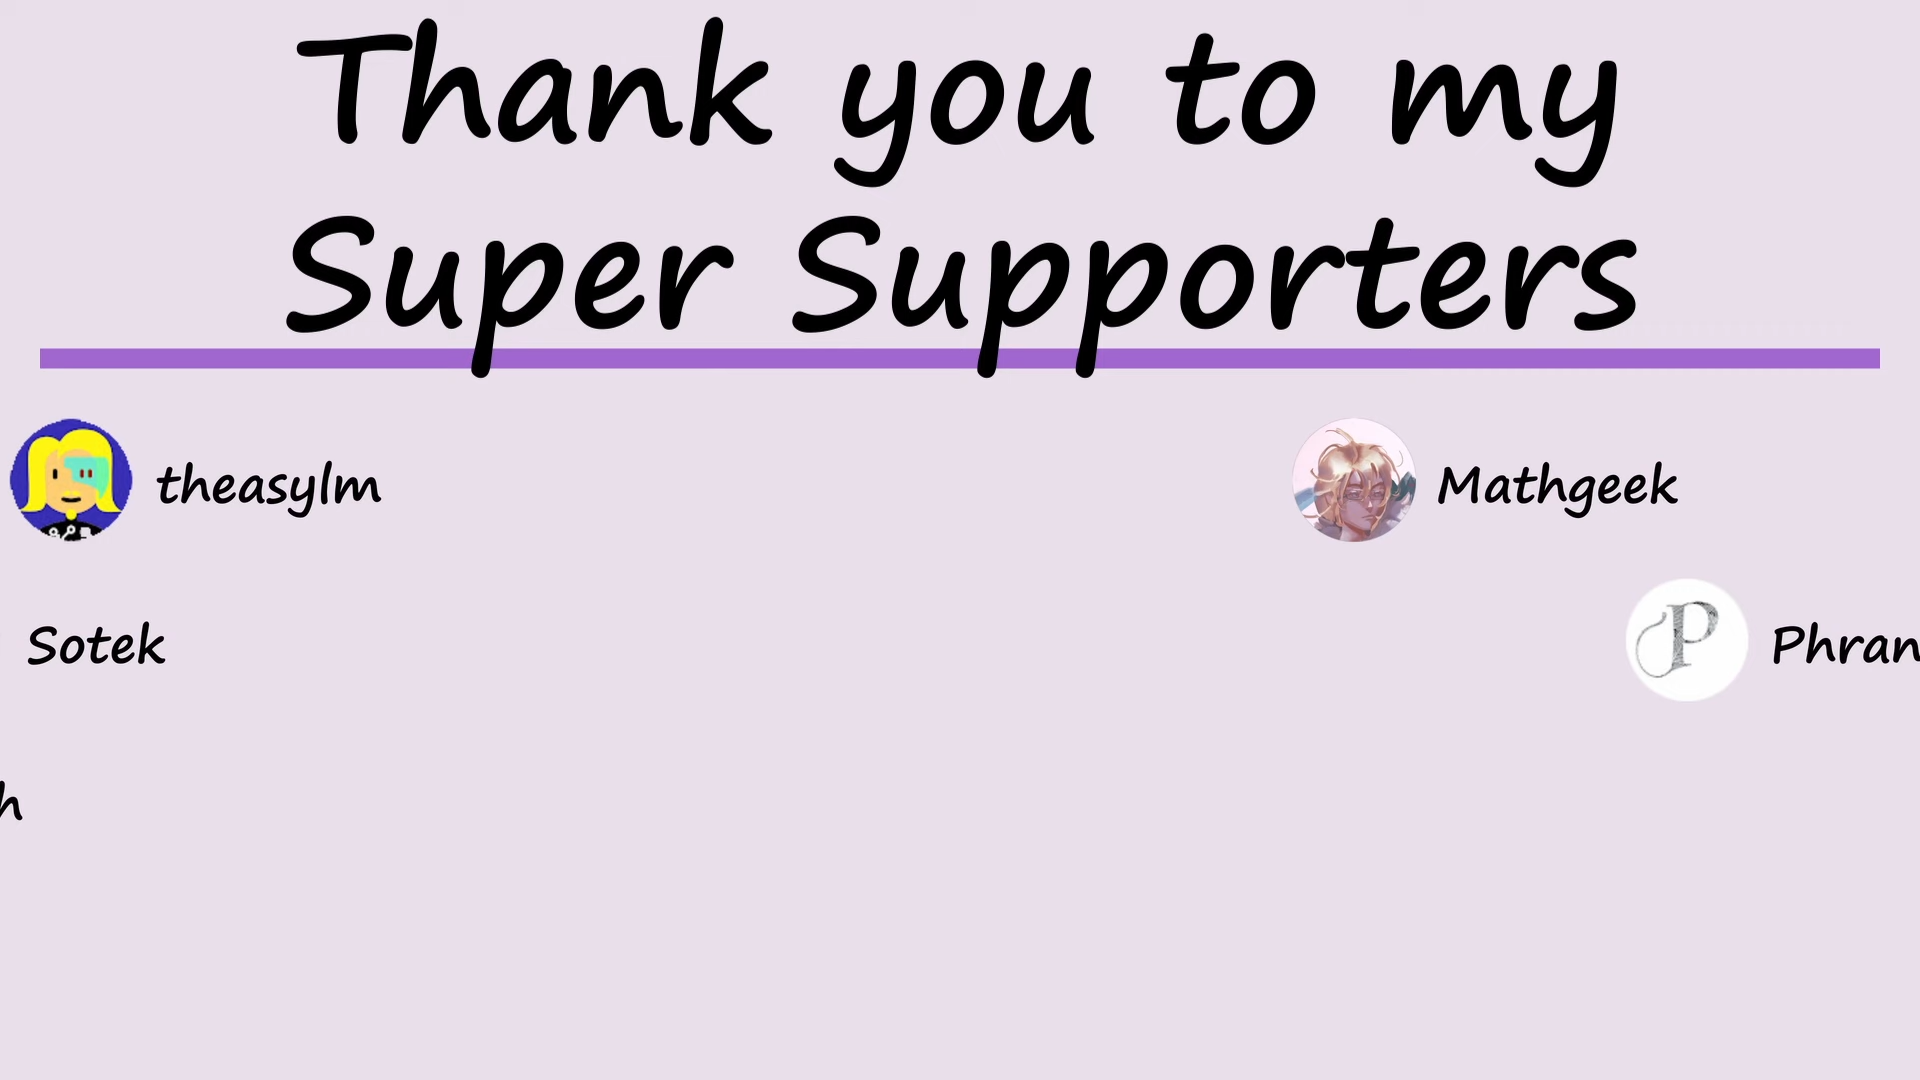 Thank you to my
Super Supporters
theasylm
Mathgeek
Sotek
P
Phran
h